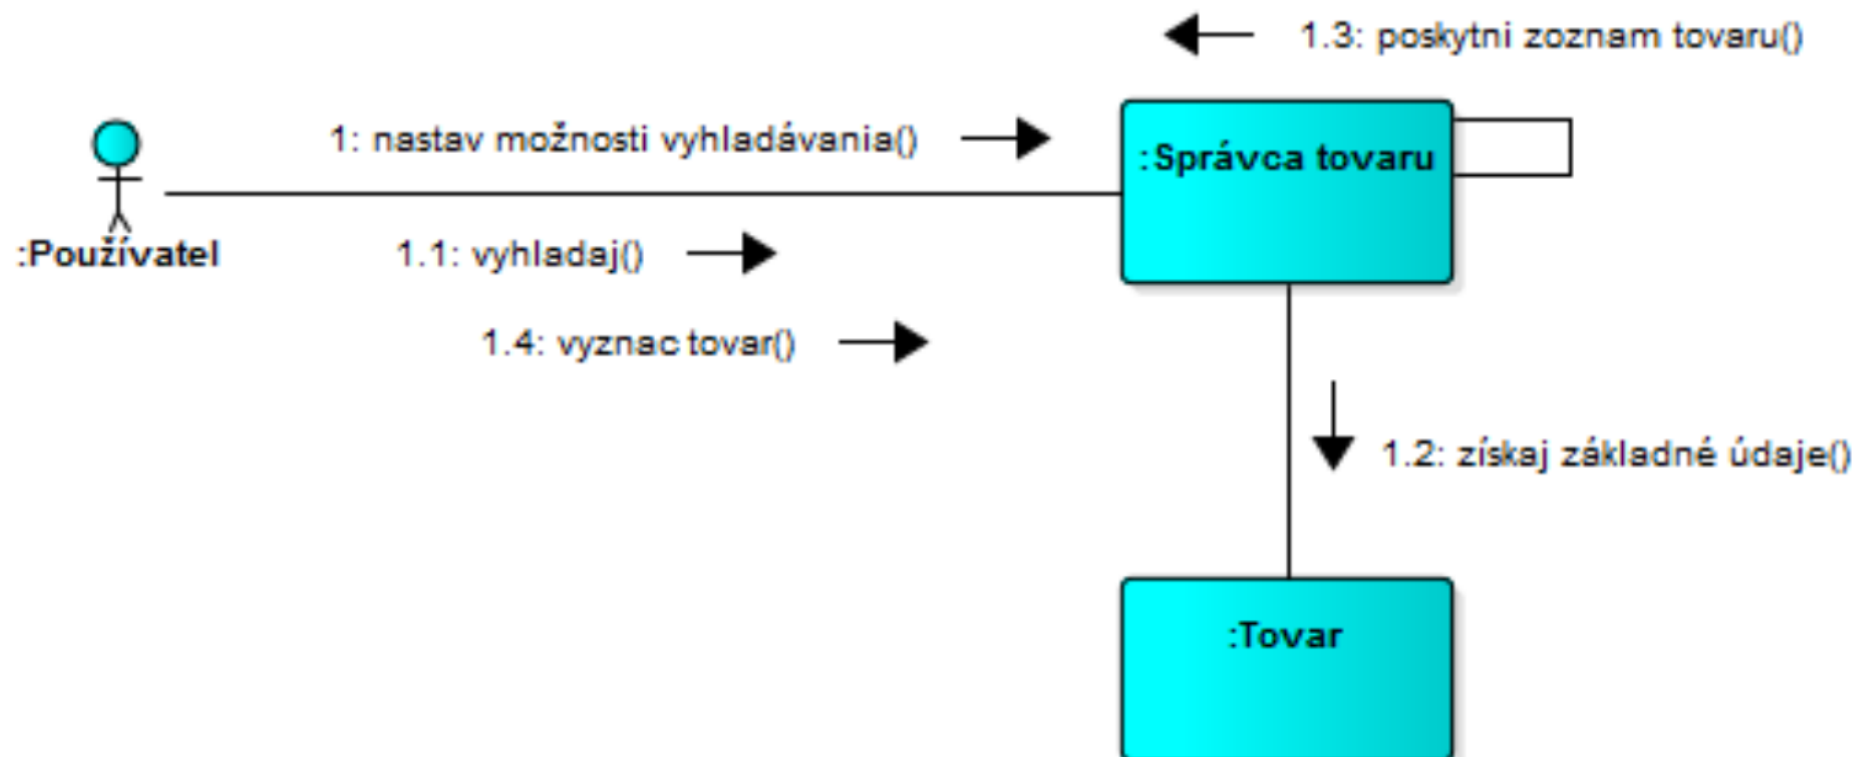 1.3: poskytni zoznam tovaru()
1: nastav možnosti vyhladávania()
:Správca tovaru
:Používatel
1.1: vyhladaj()
1.4: vyznac tovar()
1.2: získaj základné údaje()
:Tovar